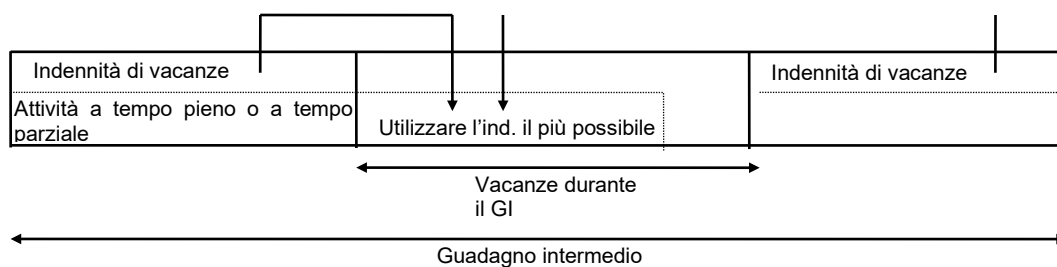 Indennità di vacanze
Indennità di vacanze
Attività a tempo pieno o a tempo
parziale
Utilizzare l’ind. il più possibile
Vacanze durante
il GI
Guadagno intermedio